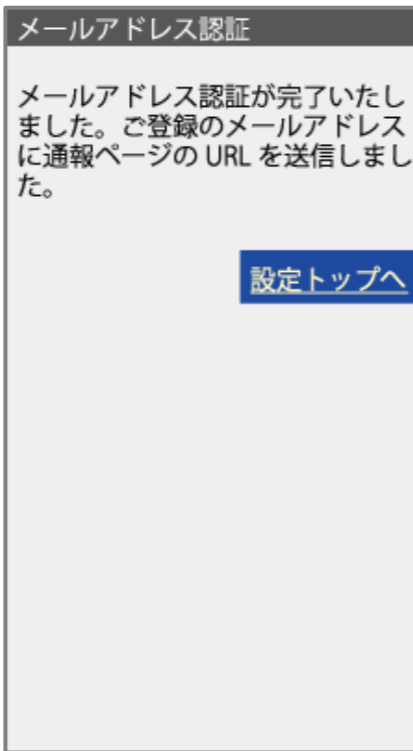 メールアドレス認証
メールアドレス認証が完了いたし
ました。ご登録のメールアドレス
に通報ページの URL を送信しまし
た。
設定トップへ